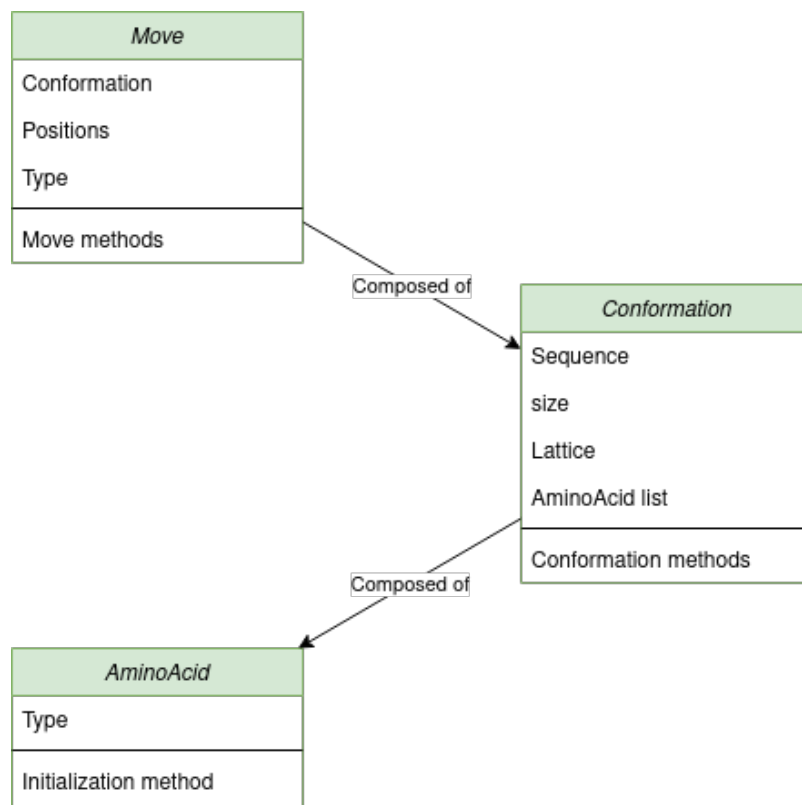 Move
Conformation
Positions
Type
Move methods
Composed of
Conformation
Sequence
size
Lattice
AminoAcid list
Conformation methods
Composed of
AminoAcid
Type
Initialization method